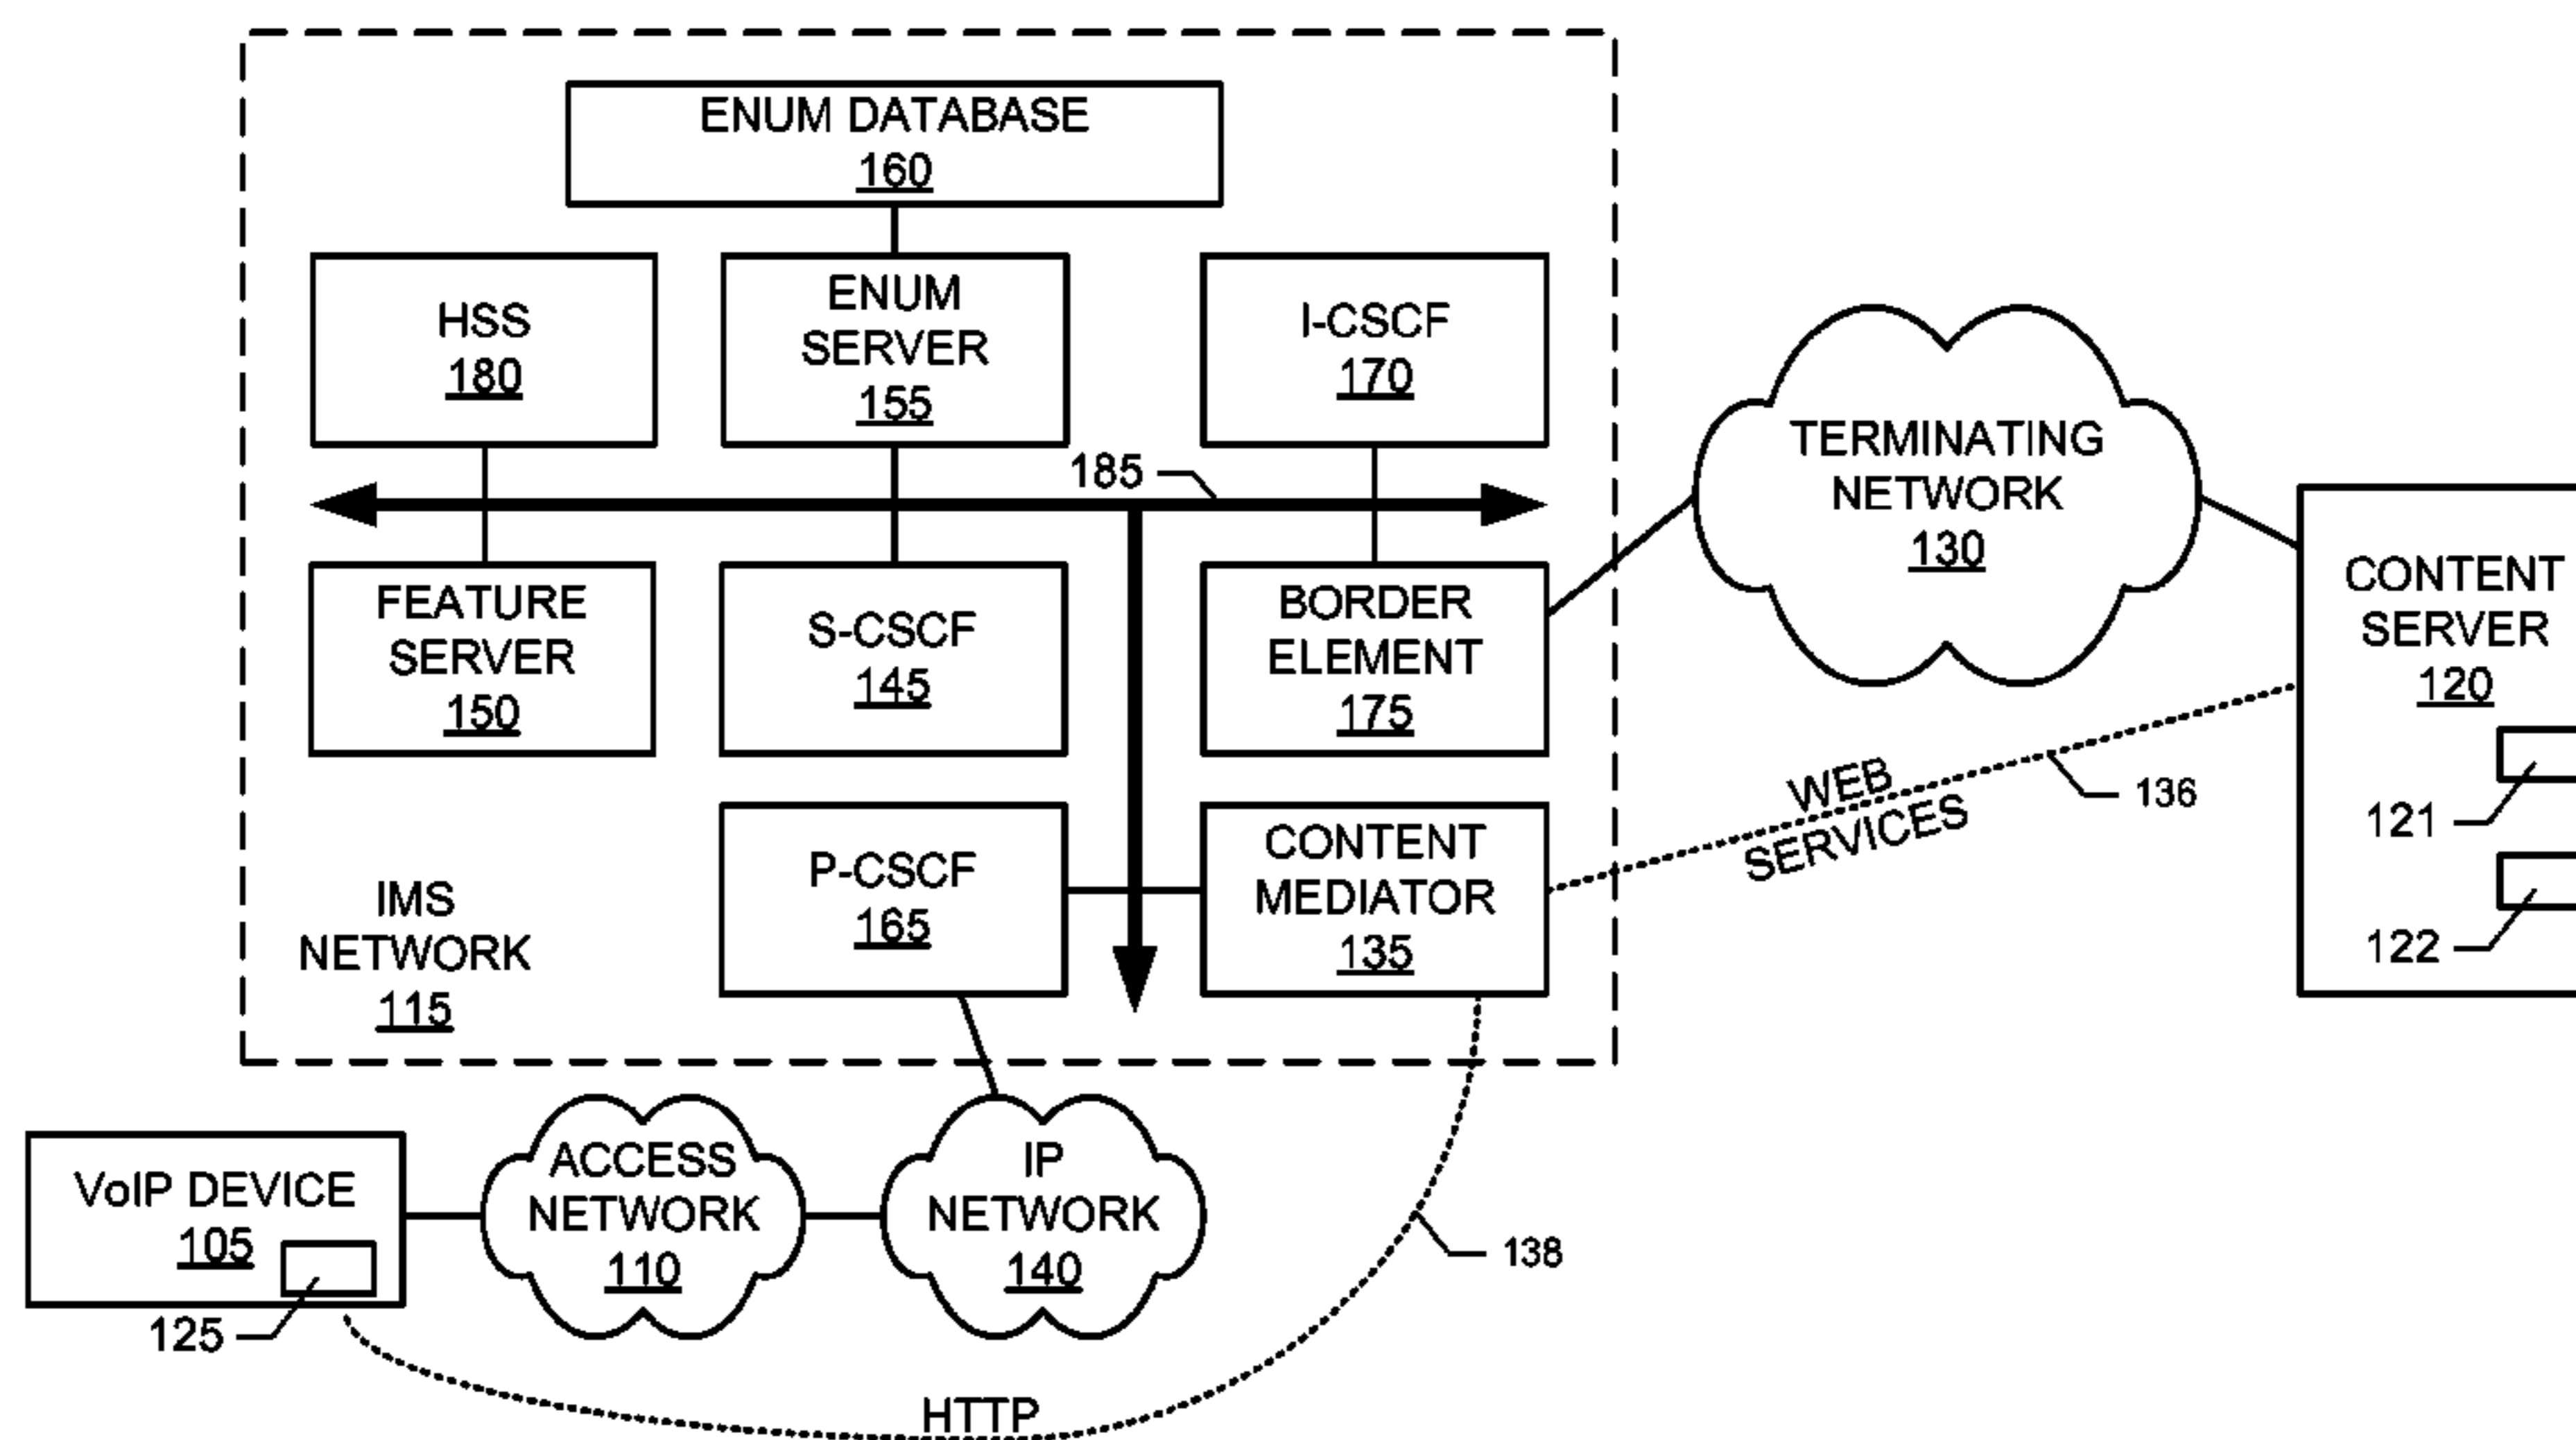 ENUM DATABASE
160
HSS
180
ENUM
SERVER
155
I-CSCF
170
185
TERMINATING
NETWORK
130
FEATURE
SERVER
150
S-CSCF
145
BORDER
ELEMENT
175
CONTENT
SERVER
120
121
122
WEB
SERVICES
136
P-CSCF
165
CONTENT
MEDIATOR
135
IMS
NETWORK
115
VoIP DEVICE
105
125
ACCESS
NETWORK
110
IP
NETWORK
140
138
HTTP